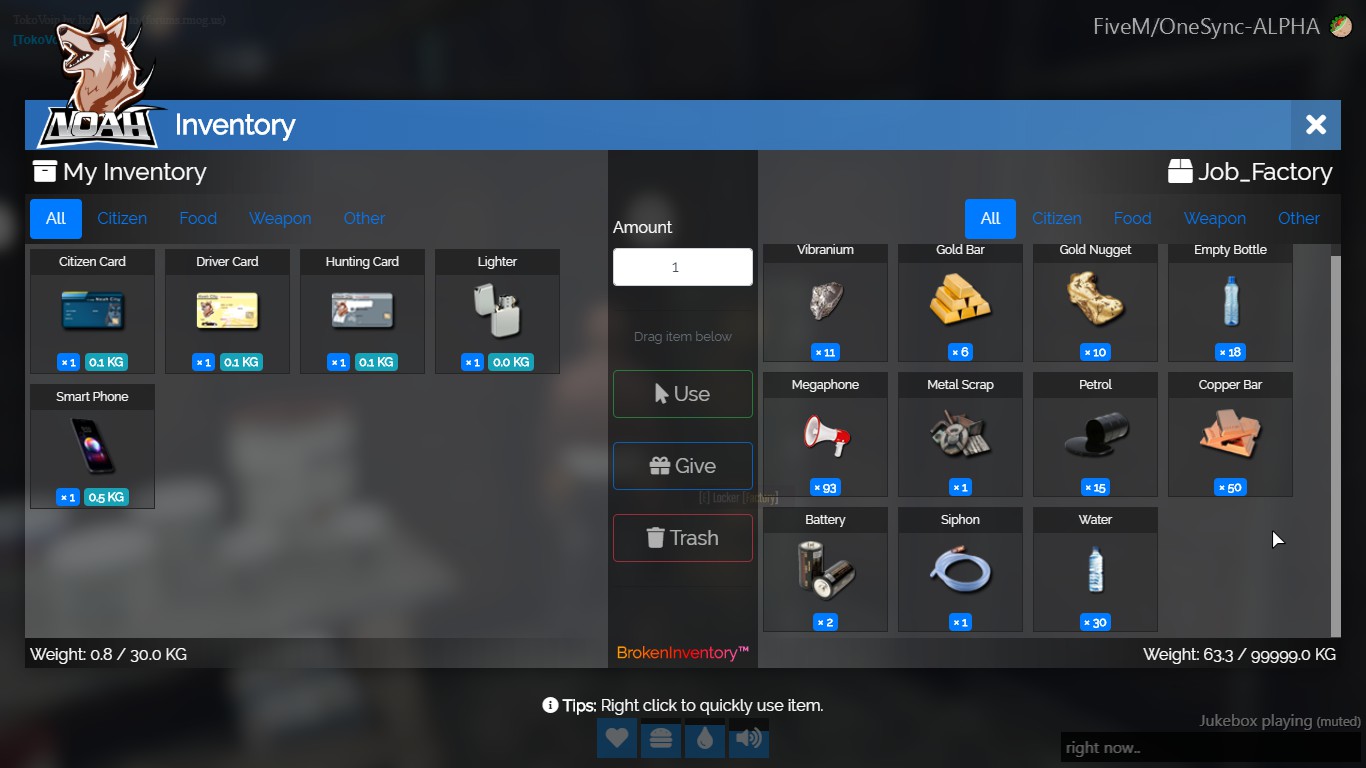 FiveM/OneSync-ALPHA
NOAH
Inventory
My Inventory
Job_Factory
All Citizen Food Weapon Other
All Citizen Food Weapon Other
Amount
1
Drag item below
Use
Give
Trash
BrokenInventory™
Citizen Card Driver Card Hunting Card Lighter
× 1 0.1 KG × 1 0.1 KG × 1 0.1 KG × 1 0.0 KG
Smart Phone
× 1 0.5 KG
Vibranium Gold Bar Gold Nugget Empty Bottle
× 11 × 6 × 10 × 18
Megaphone Metal Scrap Petrol Copper Bar
× 93 × 1 × 15 × 50
Battery Siphon Water
× 2 × 1 × 30
[E] Locker [Factory]
Weight: 0.8 / 30.0 KG
Weight: 63.3 / 99999.0 KG
Tips: Right click to quickly use item.
Jukebox playing (muted)
right now..